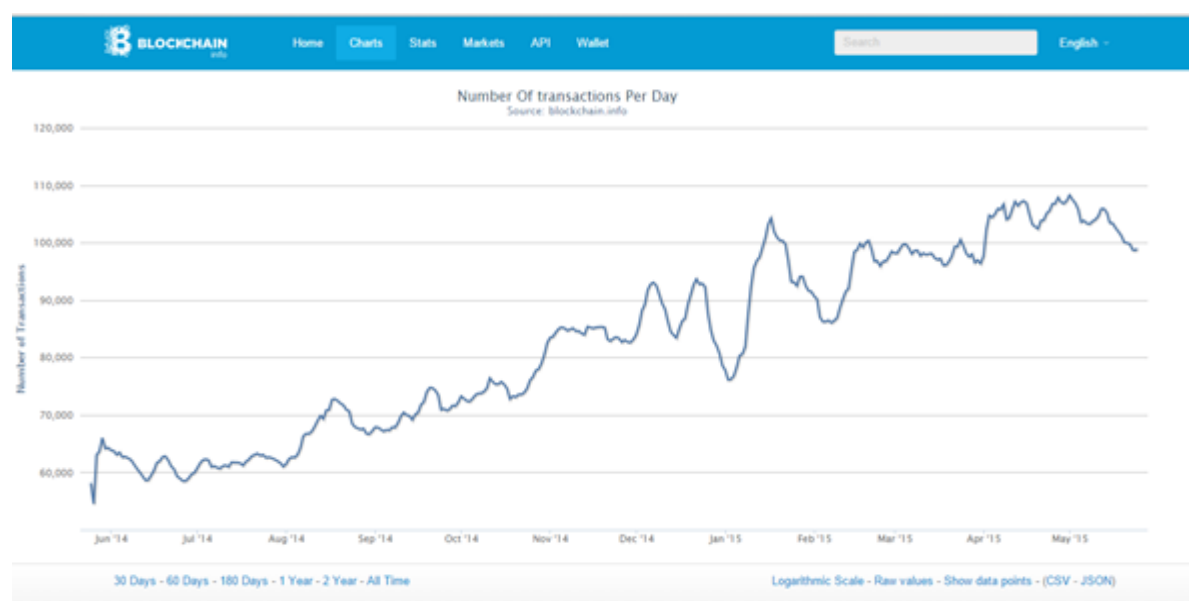 BLOCKCHAIN
info
Home Charts Stats Markets API Wallet
Search
English
Number Of transactions Per Day
Source: blockchain.info
120,000
110,000
100,000
90,000
80,000
70,000
60,000
Number of Transactions
Jun '14 Jul '14 Aug '14 Sep '14 Oct '14 Nov '14 Dec '14 Jan '15 Feb '15 Mar '15 Apr '15 May '15
30 Days - 60 Days - 180 Days - 1 Year - 2 Year - All Time
Logarithmic Scale - Raw values - Show data points - (CSV - JSON)